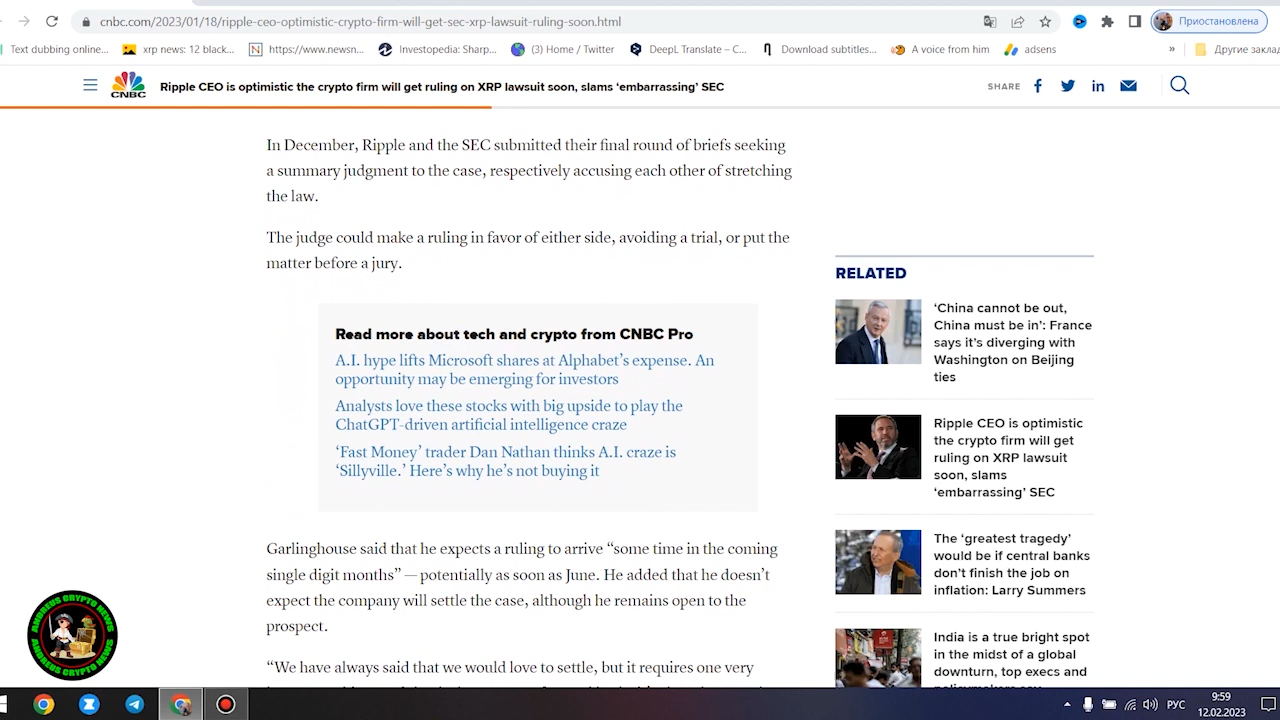 cnbc.com/2023/01/18/ripple-ceo-optimistic-crypto-firm-will-get-sec-xrp-lawsuit-ruling-soon.html
Приостановлена
Text dubbing online...
xrp news: 12 black...
https://www.newsn...
Investopedia: Sharp...
(3) Home / Twitter
DeepL Translate – C...
Download subtitles...
A voice from him
adsens
»
Другие закла
CNBC
Ripple CEO is optimistic the crypto firm will get ruling on XRP lawsuit soon, slams ‘embarrassing’ SEC
SHARE
In December, Ripple and the SEC submitted their final round of briefs seeking
a summary judgment to the case, respectively accusing each other of stretching
the law.
The judge could make a ruling in favor of either side, avoiding a trial, or put the
matter before a jury.
Read more about tech and crypto from CNBC Pro
A.I. hype lifts Microsoft shares at Alphabet’s expense. An
opportunity may be emerging for investors
Analysts love these stocks with big upside to play the
ChatGPT-driven artificial intelligence craze
‘Fast Money’ trader Dan Nathan thinks A.I. craze is
‘Sillyville.’ Here’s why he’s not buying it
Garlinghouse said that he expects a ruling to arrive “some time in the coming
single digit months” — potentially as soon as June. He added that he doesn’t
expect the company will settle the case, although he remains open to the
prospect.
“We have always said that we would love to settle, but it requires one very
RELATED
‘China cannot be out,
China must be in’: France
says it’s diverging with
Washington on Beijing
ties
Ripple CEO is optimistic
the crypto firm will get
ruling on XRP lawsuit
soon, slams
‘embarrassing’ SEC
The ‘greatest tragedy’
would be if central banks
don’t finish the job on
inflation: Larry Summers
India is a true bright spot
in the midst of a global
downturn, top execs and
ANDREUS CRYPTO NEWS
ANDREUS CRYPTO NEWS
РУС
9:59
12.02.2023